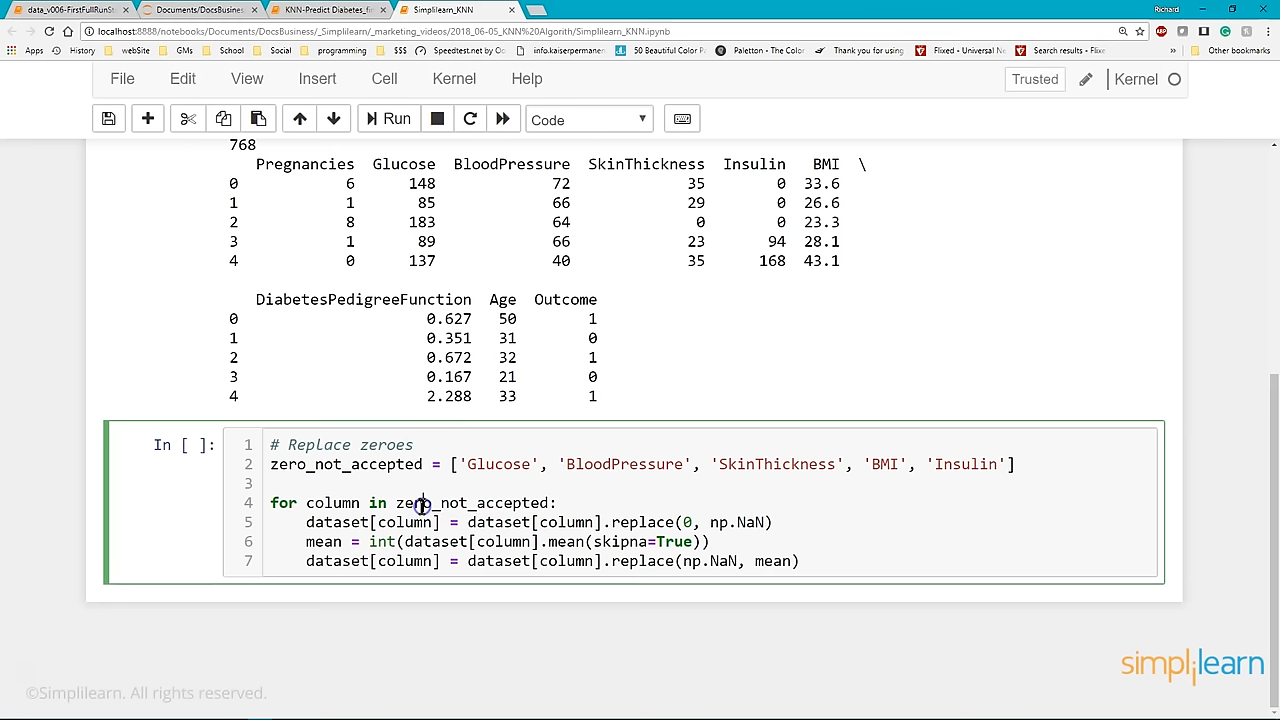 data_v006-FirstFullRunSt
Documents/DocsBusines
KNN-Predict Diabetes_fi
Simplilearn_KNN
Richard
localhost:8888/notebooks/Documents/DocsBusiness/_Simplilearn/_marketing_videos/2018_05_05_KNN%20Algorith/Simplilearn_KNN.ipynb
Apps History webSite GMs School Social programming $$$ Speedtest.net by Oo info.kaiserpermanen 50 Beautiful Color P Paletton - The Colo Thank you for using Flixed - Universal Ne Search results - Flixe » Other bookmarks
File Edit View Insert Cell Kernel Help Trusted Kernel
Run Code
768
Pregnancies Glucose BloodPressure SkinThickness Insulin BMI \
0 6 148 72 35 0 33.6
1 1 85 66 29 0 26.6
2 8 183 64 0 0 23.3
3 1 89 66 23 94 28.1
4 0 137 40 35 168 43.1
DiabetesPedigreeFunction Age Outcome
0 0.627 50 1
1 0.351 31 0
2 0.672 32 1
3 0.167 21 0
4 2.288 33 1
In [ ]:
1 # Replace zeroes
2 zero_not_accepted = ['Glucose', 'BloodPressure', 'SkinThickness', 'BMI', 'Insulin']
3
4 for column in zero_not_accepted:
5 dataset[column] = dataset[column].replace(0, np.NaN)
6 mean = int(dataset[column].mean(skipna=True))
7 dataset[column] = dataset[column].replace(np.NaN, mean)
simplilearn
©Simplilearn. All rights reserved.